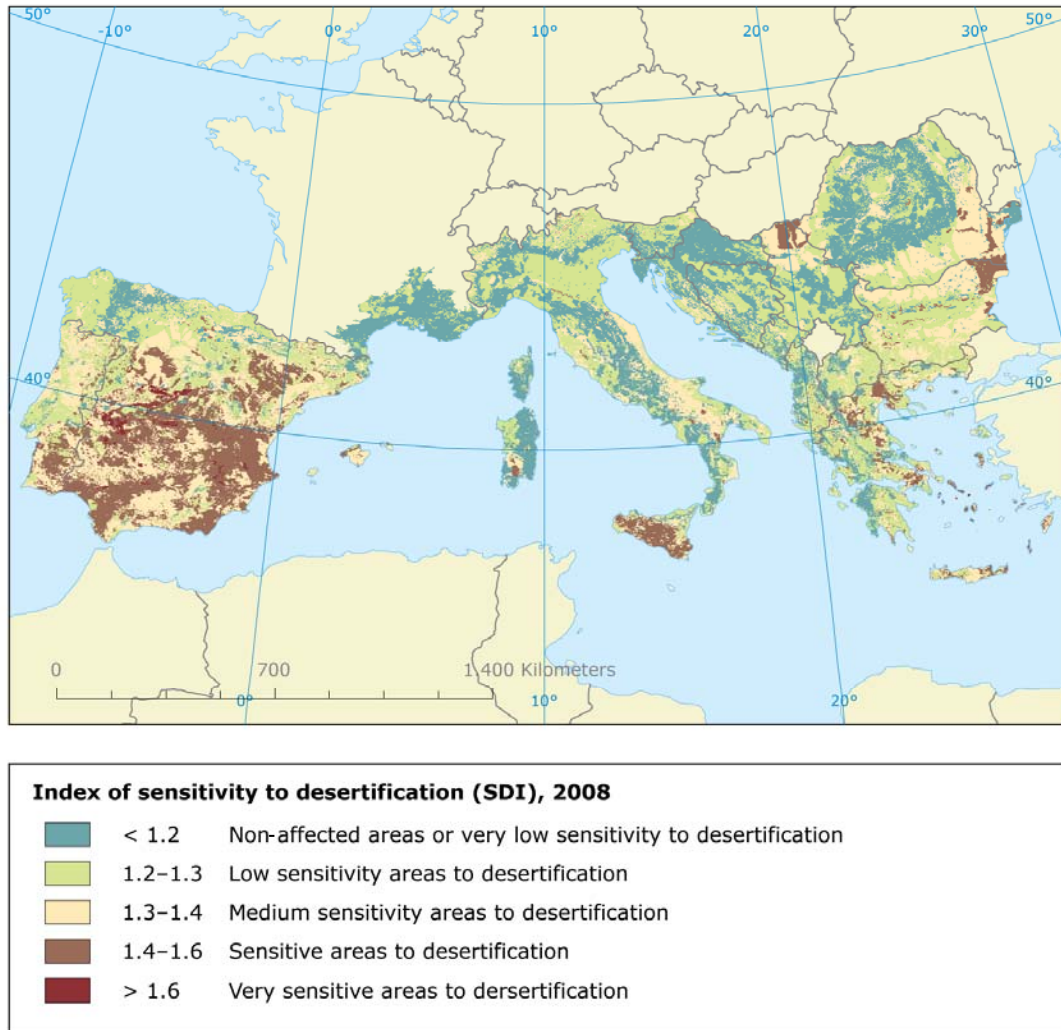 50° -10° 0° 10° 20° 30° 50°
40° 40°
0 700 1 400 Kilometers
0° 10° 20°
Index of sensitivity to desertification (SDI), 2008
< 1.2 Non-affected areas or very low sensitivity to desertification
1.2–1.3 Low sensitivity areas to desertification
1.3–1.4 Medium sensitivity areas to desertification
1.4–1.6 Sensitive areas to desertification
> 1.6 Very sensitive areas to dersertification